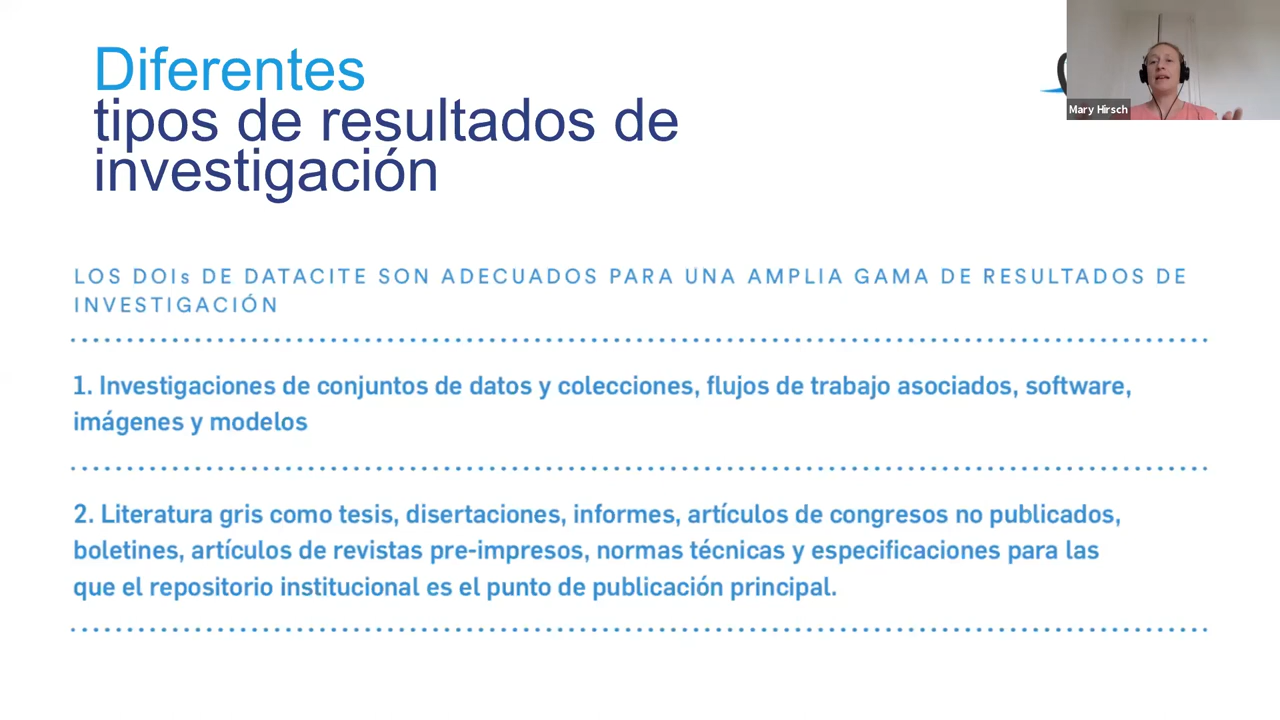 Diferentes
tipos de resultados de
investigación
Mary Hirsch
LOS DOIs DE DATACITE SON ADECUADOS PARA UNA AMPLIA GAMA DE RESULTADOS DE
INVESTIGACIÓN
1. Investigaciones de conjuntos de datos y colecciones, flujos de trabajo asociados, software,
imágenes y modelos
2. Literatura gris como tesis, disertaciones, informes, artículos de congresos no publicados,
boletines, artículos de revistas pre-impresos, normas técnicas y especificaciones para las
que el repositorio institucional es el punto de publicación principal.